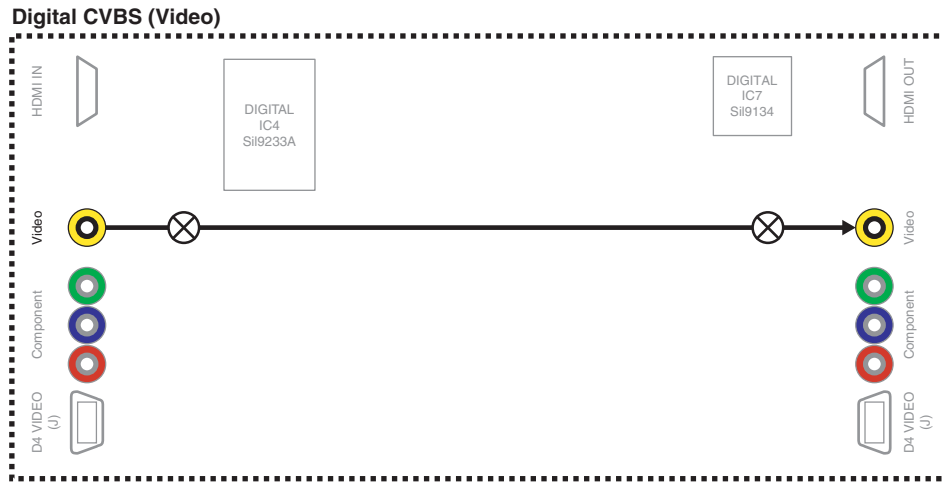 Digital CVBS (Video)
HDMI IN
DIGITAL
IC4
Sil9233A
DIGITAL
IC7
Sil9134
HDMI OUT
Video
Video
Component
Component
D4 VIDEO
(J)
D4 VIDEO
(J)